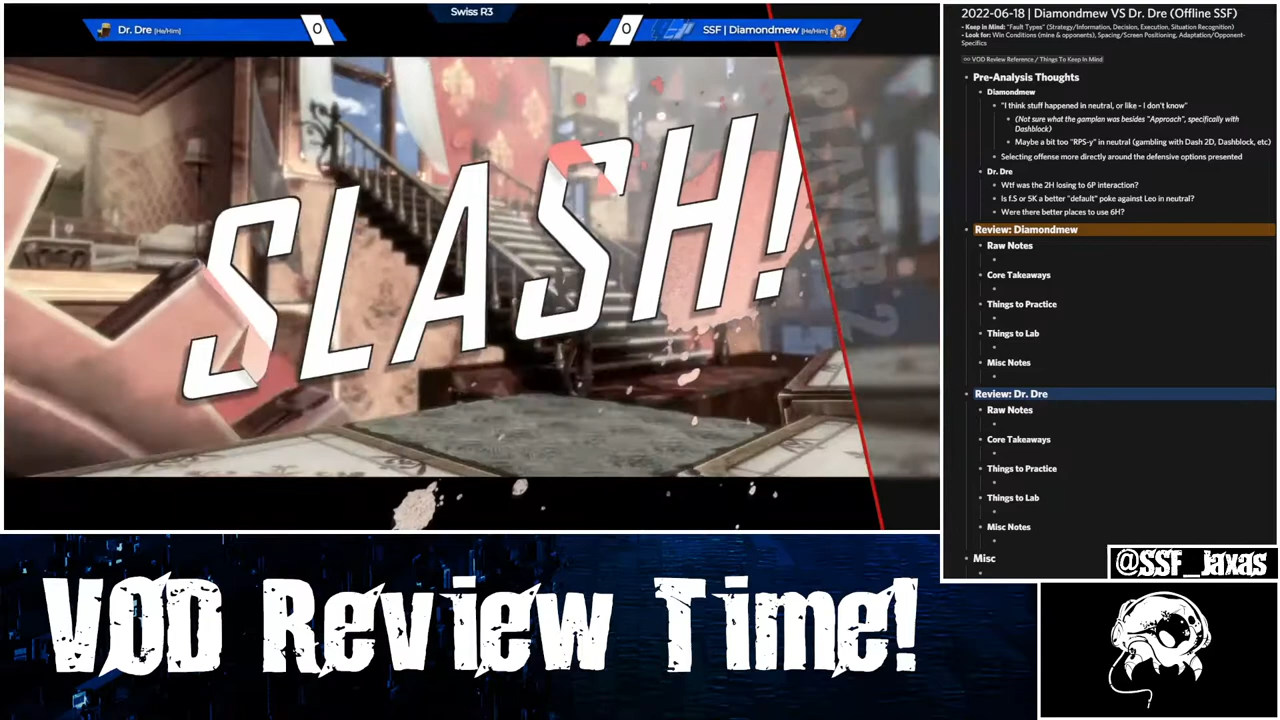 Swiss R3
Dr. Dre [He/Him]
0
0
SSF | Diamondmew [He/Him]
SLASH!
PLAYER 2
VOD Review Time!
2022-06-18 | Diamondmew VS Dr. Dre (Offline SSF)
- Keep in Mind: "Fault Types" (Strategy/Information, Decision, Execution, Situation Recognition)
- Look for: Win Conditions (mine & opponents), Spacing/Screen Positioning, Adaptation/Opponent-
Specifics
VOD Review Reference / Things To Keep in Mind
Pre-Analysis Thoughts
Diamondmew
"I think stuff happened in neutral, or like - I don't know"
(Not sure what the gamplan was besides "Approach", specifically with
Dashblock)
Maybe a bit too "RPS-y" in neutral (gambling with Dash 2D, Dashblock, etc)
Selecting offense more directly around the defensive options presented
Dr. Dre
Wtf was the 2H losing to 6P interaction?
Is f.S or 5K a better "default" poke against Leo in neutral?
Were there better places to use 6H?
Review: Diamondmew
Raw Notes
Core Takeaways
Things to Practice
Things to Lab
Misc Notes
Review: Dr. Dre
Raw Notes
Core Takeaways
Things to Practice
Things to Lab
Misc Notes
Misc
@SSF_Jaxas